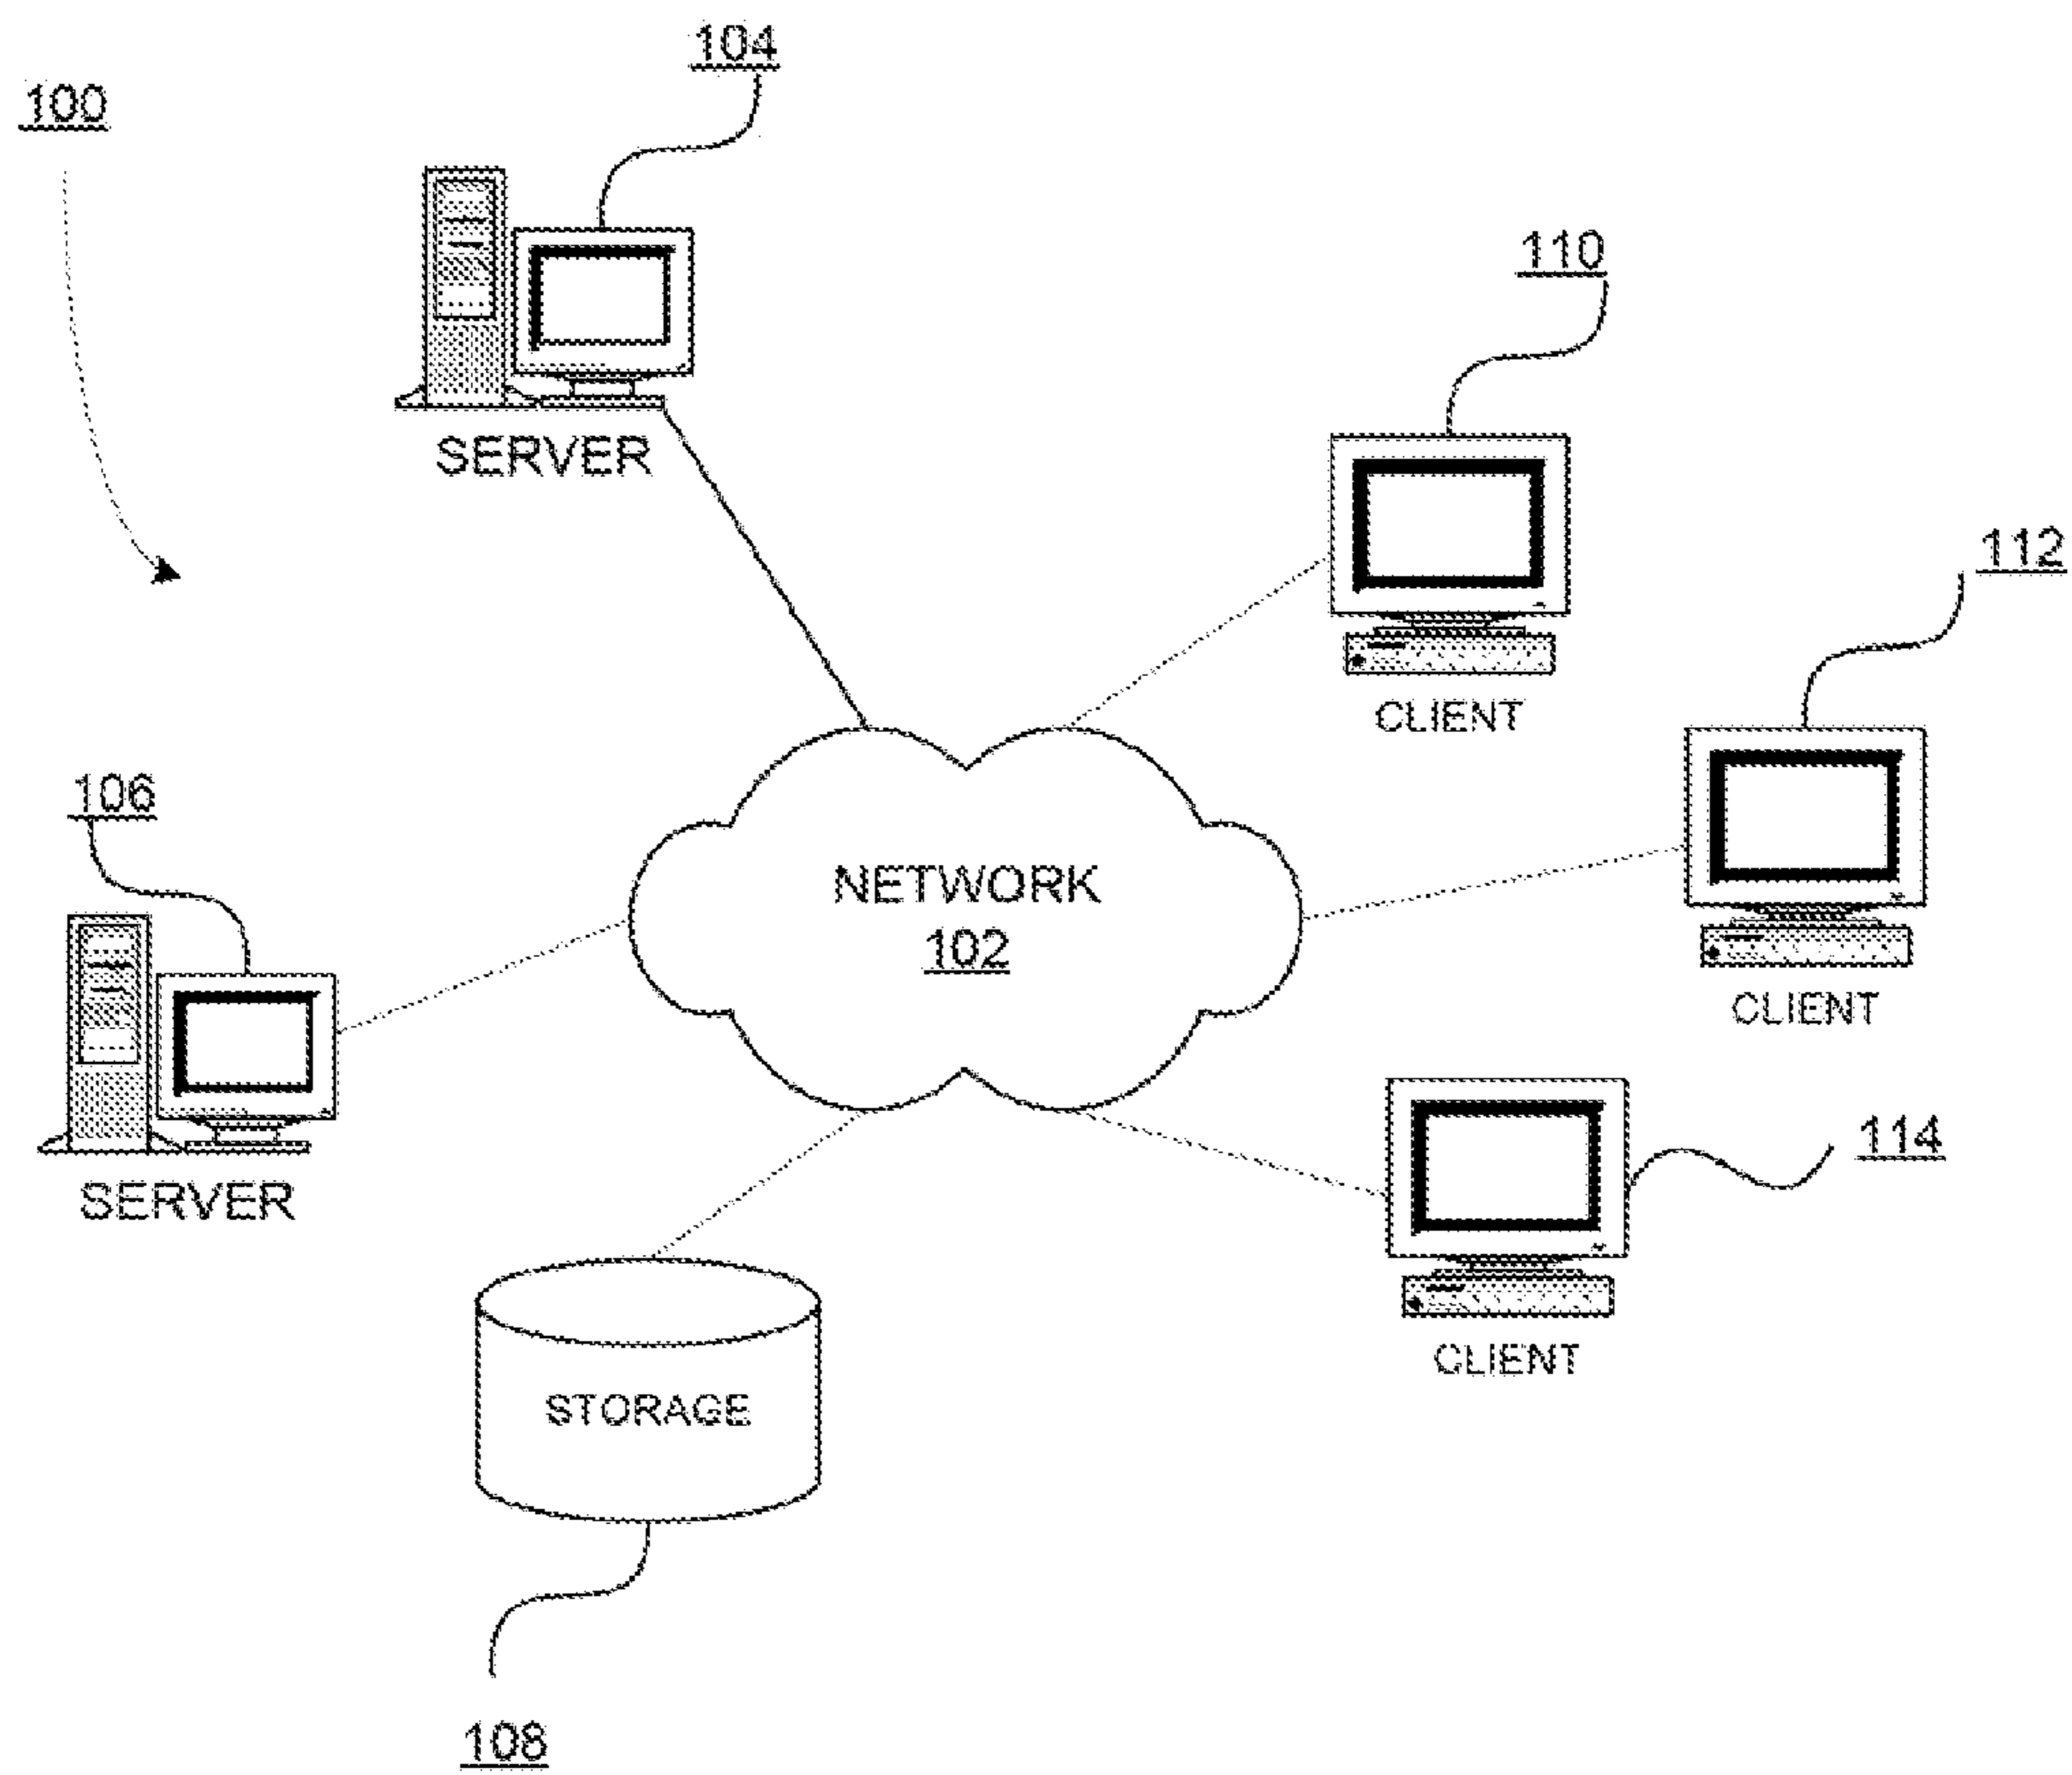 104
100
SERVER
110
CLIENT
112
CLIENT
106
SERVER
NETWORK
102
114
CLIENT
STORAGE
108